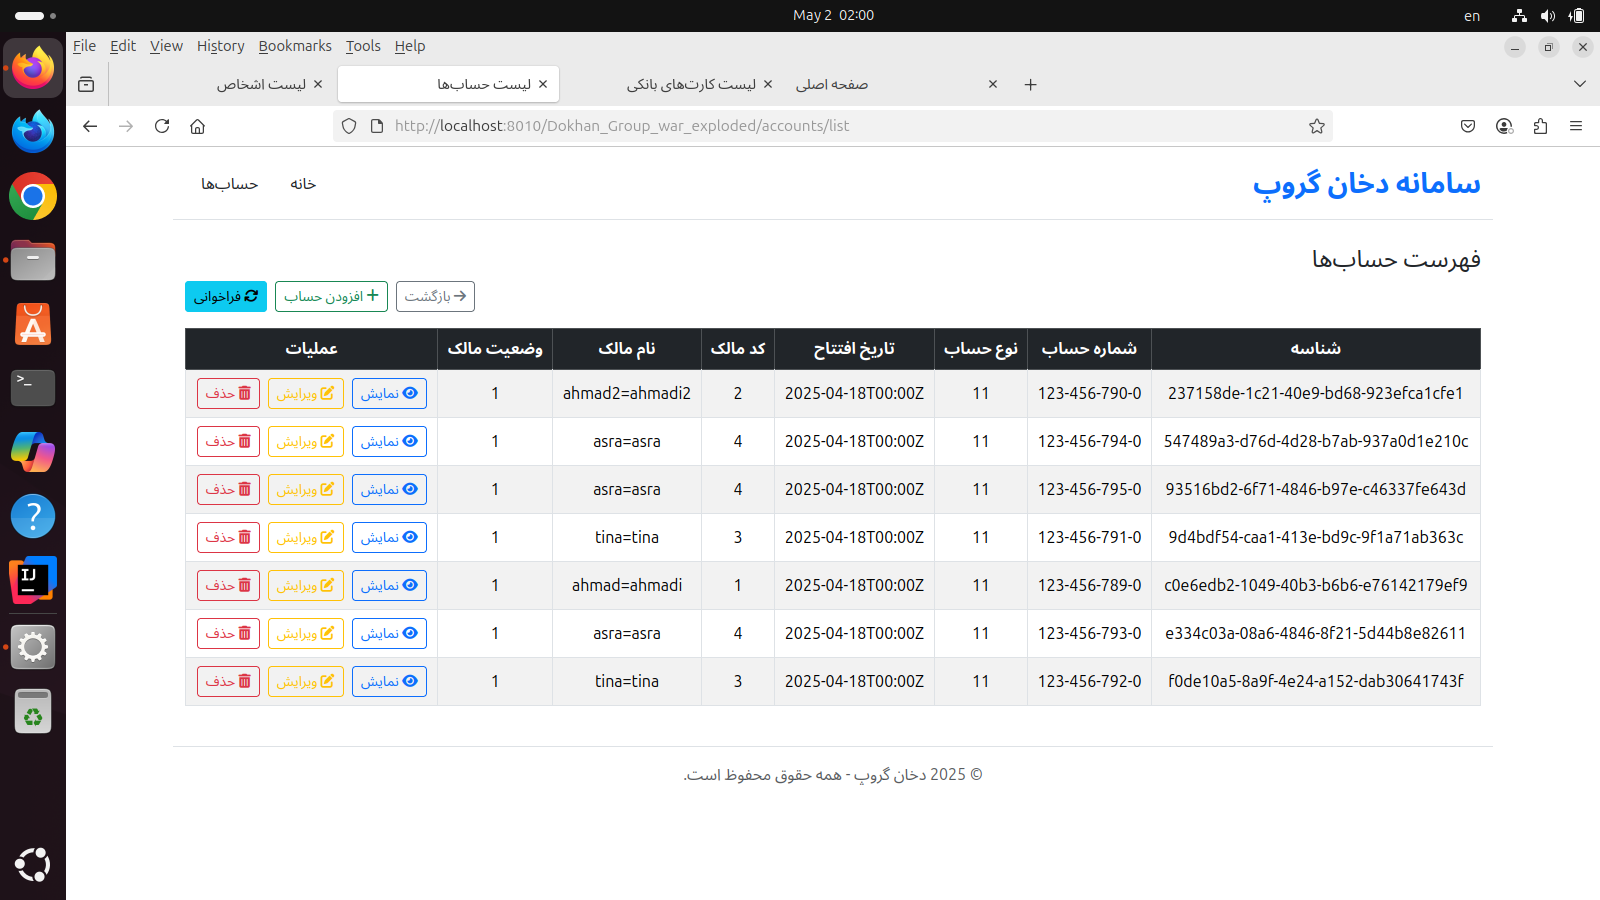 May 2 02:00
en
File Edit View History Bookmarks Tools Help
لیست اشخاص
لیست حساب‌ها
لیست کارت‌های بانکی
صفحه اصلی
http://localhost:8010/Dokhan_Group_war_exploded/accounts/list
سامانه دخان گروپ
خانه
حساب‌ها
فهرست حساب‌ها
بازگشت
افزودن حساب
فراخوانی
شناسه شماره حساب نوع حساب تاریخ افتتاح کد مالک نام مالک وضعیت مالک عملیات
237158de-1c21-40e9-bd68-923efca1cfe1 123-456-790-0 11 2025-04-18T00:00Z 2 ahmad2=ahmadi2 1 نمایش ویرایش حذف
547489a3-d76d-4d28-b7ab-937a0d1e210c 123-456-794-0 11 2025-04-18T00:00Z 4 asra=asra 1 نمایش ویرایش حذف
93516bd2-6f71-4846-b97e-c46337fe643d 123-456-795-0 11 2025-04-18T00:00Z 4 asra=asra 1 نمایش ویرایش حذف
9d4bdf54-caa1-413e-bd9c-9f1a71ab363c 123-456-791-0 11 2025-04-18T00:00Z 3 tina=tina 1 نمایش ویرایش حذف
c0e6edb2-1049-40b3-b6b6-e76142179ef9 123-456-789-0 11 2025-04-18T00:00Z 1 ahmad=ahmadi 1 نمایش ویرایش حذف
e334c03a-08a6-4846-8f21-5d44b8e82611 123-456-793-0 11 2025-04-18T00:00Z 4 asra=asra 1 نمایش ویرایش حذف
f0de10a5-8a9f-4e24-a152-dab30641743f 123-456-792-0 11 2025-04-18T00:00Z 3 tina=tina 1 نمایش ویرایش حذف
© 2025 دخان گروپ - همه حقوق محفوظ است.